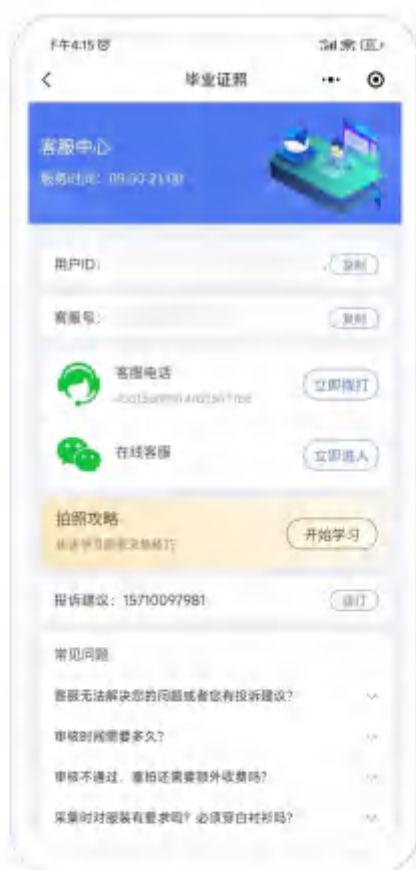 下午4:15
毕业证照
客服中心
服务时间：09:00-21:00
用户ID：
复制
客服号：
复制
客服电话
立即拨打
在线客服
立即进入
拍照攻略
开始学习
投诉建议：15710097981
拨打
常见问题
客服无法解决您的问题或者您有投诉建议？
审核时间需要多久？
审核不通过，重拍还需要额外收费吗？
采集时对服装有要求吗？必须穿白衬衫吗？